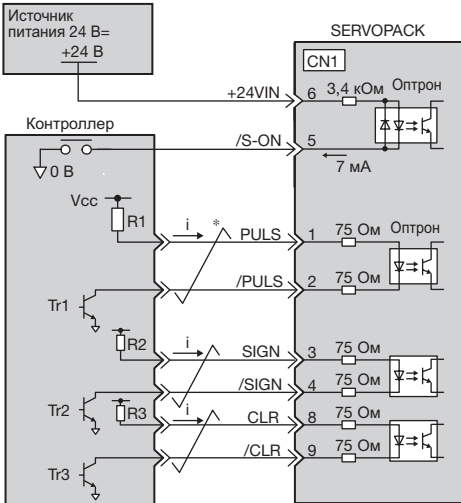 Источник
питания 24 В=
+24 В
SERVOPACK
CN1
+24VIN 6 3,4 кОм Оптрон
Контроллер
/S-ON 5
0 В
7 мА
Vcc
R1
i *
PULS 1 75 Ом Оптрон
/PULS 2 75 Ом
Tr1
R2
i
SIGN 3 75 Ом
/SIGN 4 75 Ом
Tr2
R3
i
CLR 8 75 Ом
/CLR 9 75 Ом
Tr3